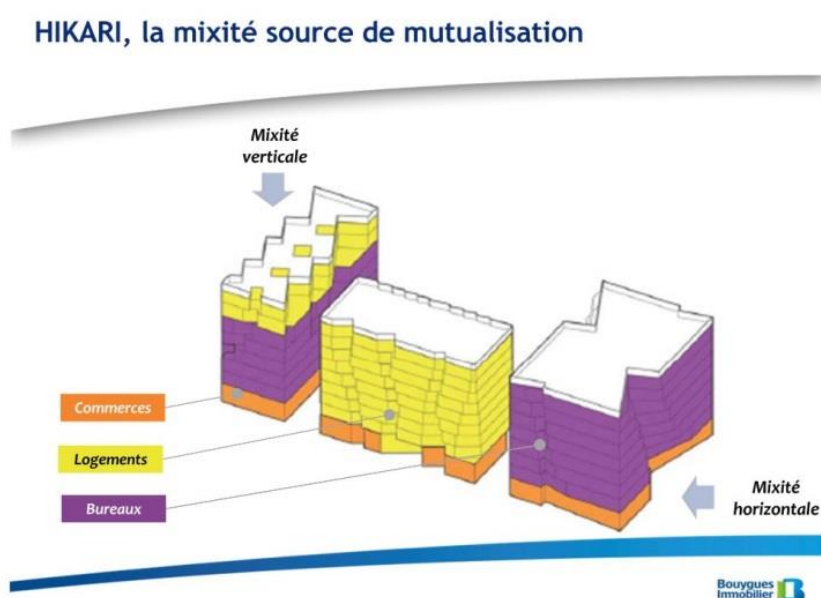 HIKARI, la mixité source de mutualisation
Mixité
verticale
Commerces
Logements
Bureaux
Mixité
horizontale
Bouygues
Immobilier